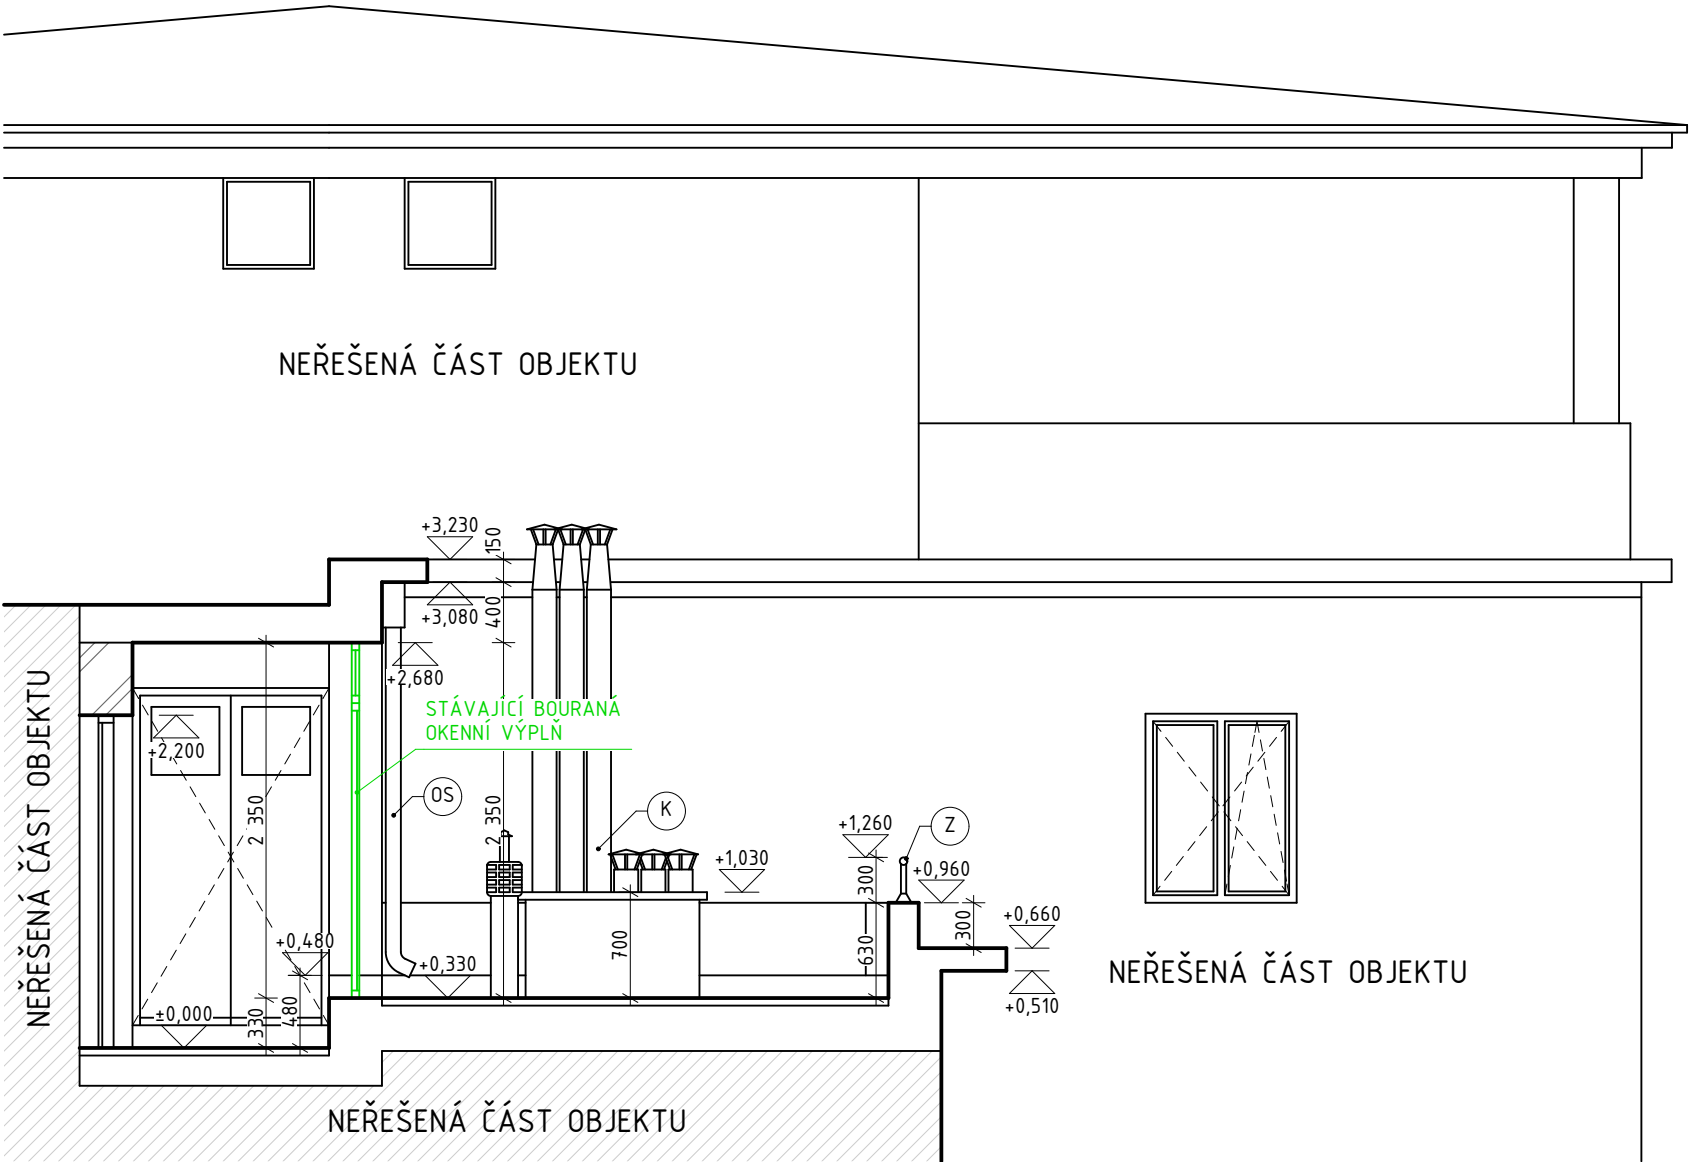 NEŘEŠENÁ ČÁST OBJEKTU
+3,230
150
+3,080
400
+2,680
STÁVAJÍCÍ BOURANÁ
OKENNÍ VÝPLŇ
NEŘEŠENÁ ČÁST OBJEKTU
+2,200
2 350
OS
2 350
K
+1,260
Z
+1,030
300
+0,960
+0,660
300
+0,480
+0,330
700
630
NEŘEŠENÁ ČÁST OBJEKTU
+0,510
±0,000
330
480
NEŘEŠENÁ ČÁST OBJEKTU